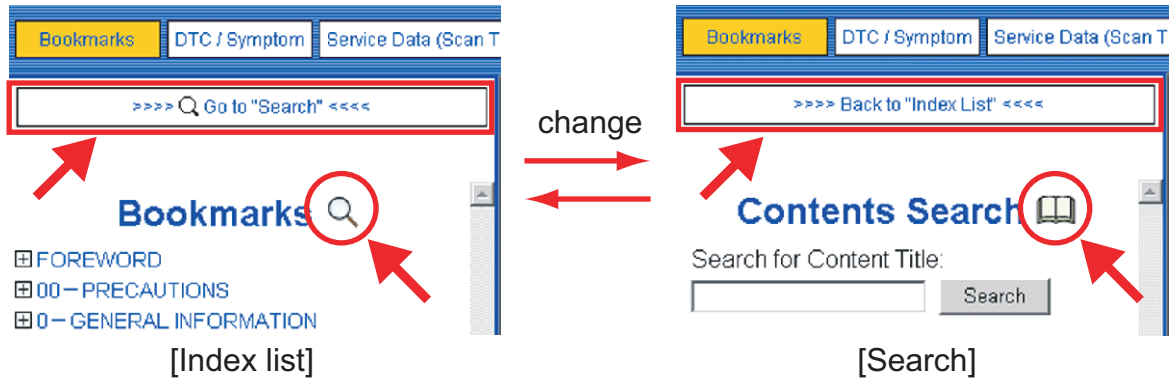 Bookmarks DTC / Symptom Service Data (Scan T
>>>> Go to "Search" <<<<
Bookmarks
FOREWORD
00-PRECAUTIONS
0-GENERAL INFORMATION
[Index list]
change
Bookmarks DTC / Symptom Service Data (Scan T
>>>> Back to "Index List" <<<<
Contents Search
Search for Content Title:
Search
[Search]